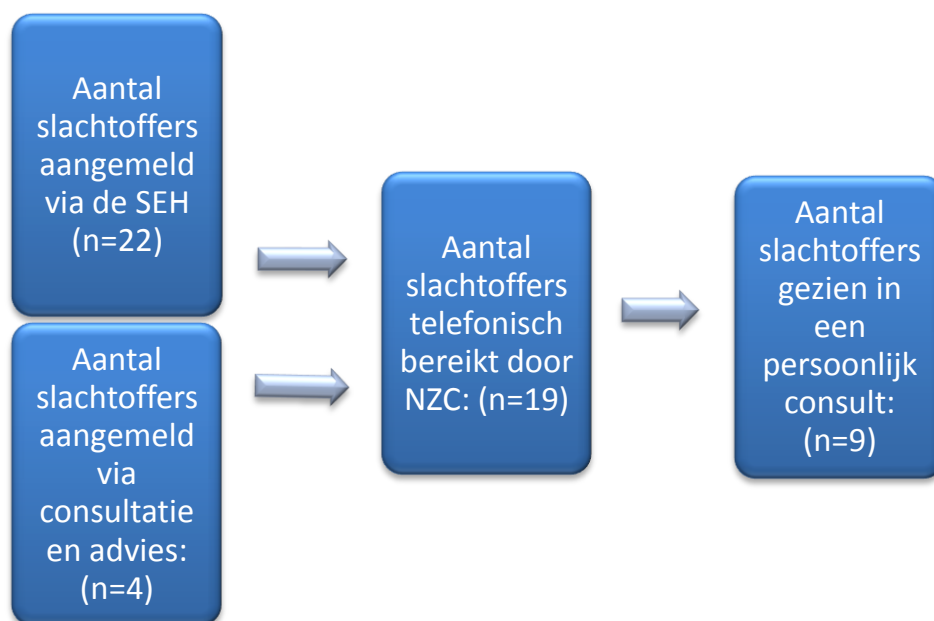 Aantal
slachtoffers
aangemeld
via de SEH
(n=22)
Aantal
slachtoffers
aangemeld
via
consultatie
en advies:
(n=4)
Aantal
slachtoffers
telefonisch
bereikt door
NZC: (n=19)
Aantal
slachtoffers
gezien in
een
persoonlijk
consult:
(n=9)